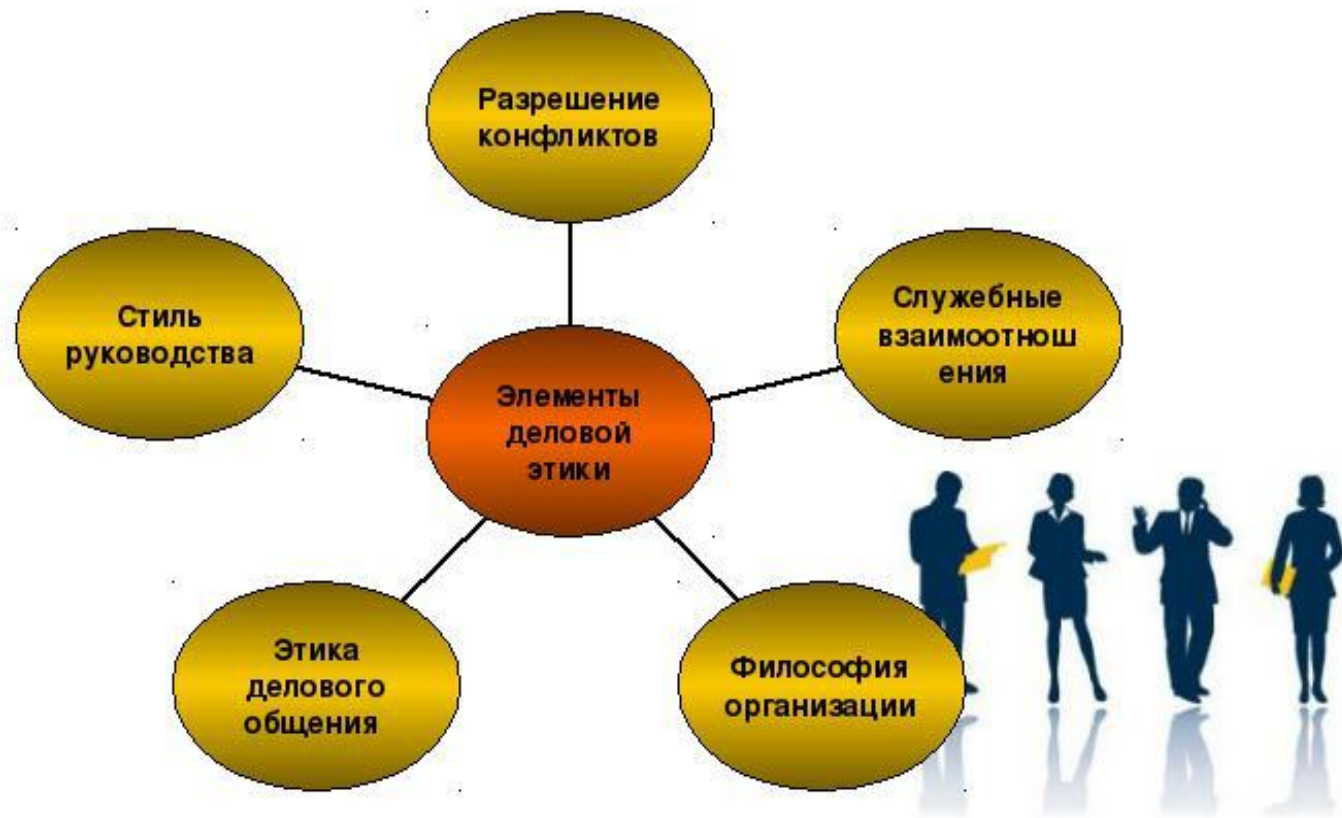 Разрешение
конфликтов
Стиль
руководства
Служебные
взаимоотнош
ения
Элементы
деловой
этики
Этика
делового
общения
Философия
организации